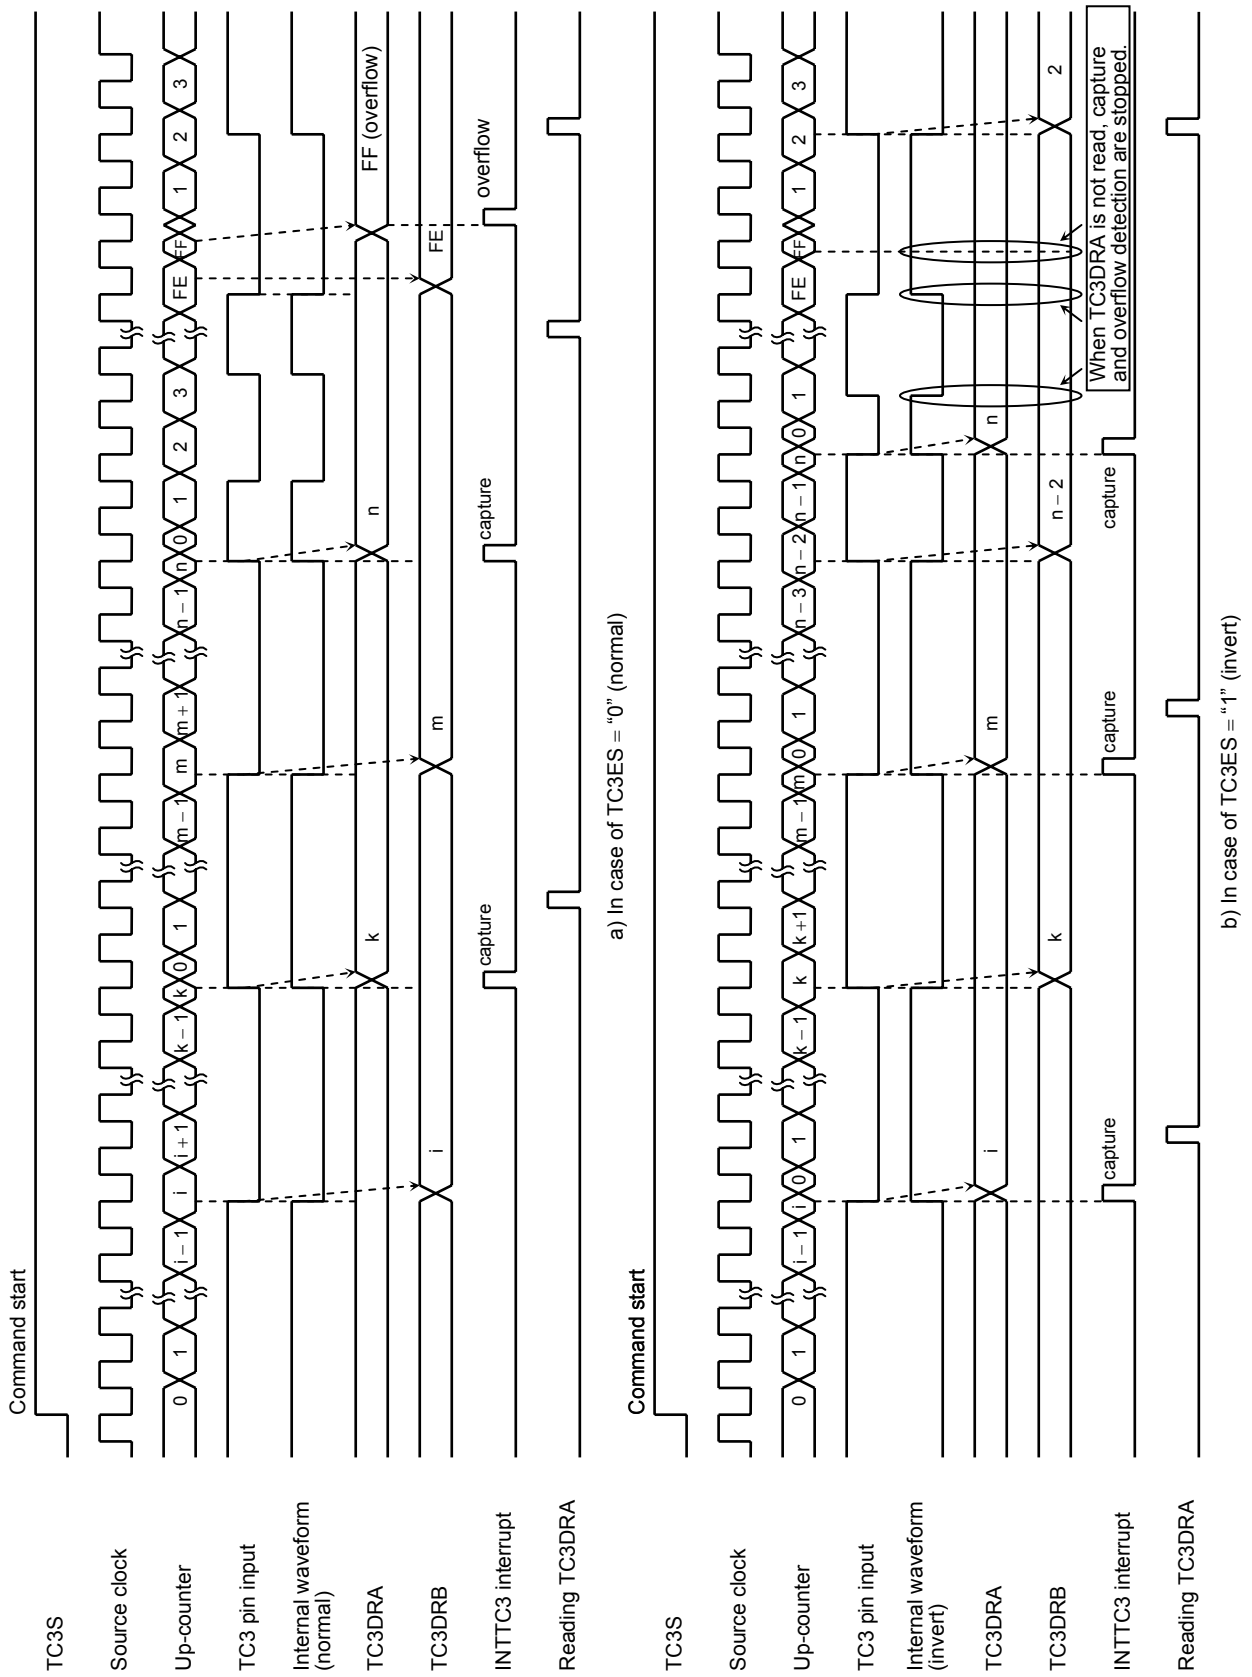 Command start
TC3S
Source clock
Up-counter 0 1 i − 1 i i + 1 k − 1 k 0 1 m − 1 m m + 1 n − 1 n 0 1 2 3 FE FF 1 2 3
TC3 pin input
Internal waveform
(normal)
TC3DRA k n FF (overflow)
TC3DRB i m FE
INTTC3 interrupt capture capture overflow
Reading TC3DRA
a) In case of TC3ES = “0” (normal)
Command start
TC3S
Source clock
Up-counter 0 1 i − 1 i 0 1 k − 1 k k+1 m − 1 m 0 1 n − 3 n − 2 n − 1 n 0 1 FE FF 1 2 3
TC3 pin input
Internal waveform
(invert)
TC3DRA i m n
TC3DRB k n − 2 2
INTTC3 interrupt capture capture capture
When TC3DRA is not read, capture
and overflow detection are stopped.
Reading TC3DRA
b) In case of TC3ES = “1” (invert)